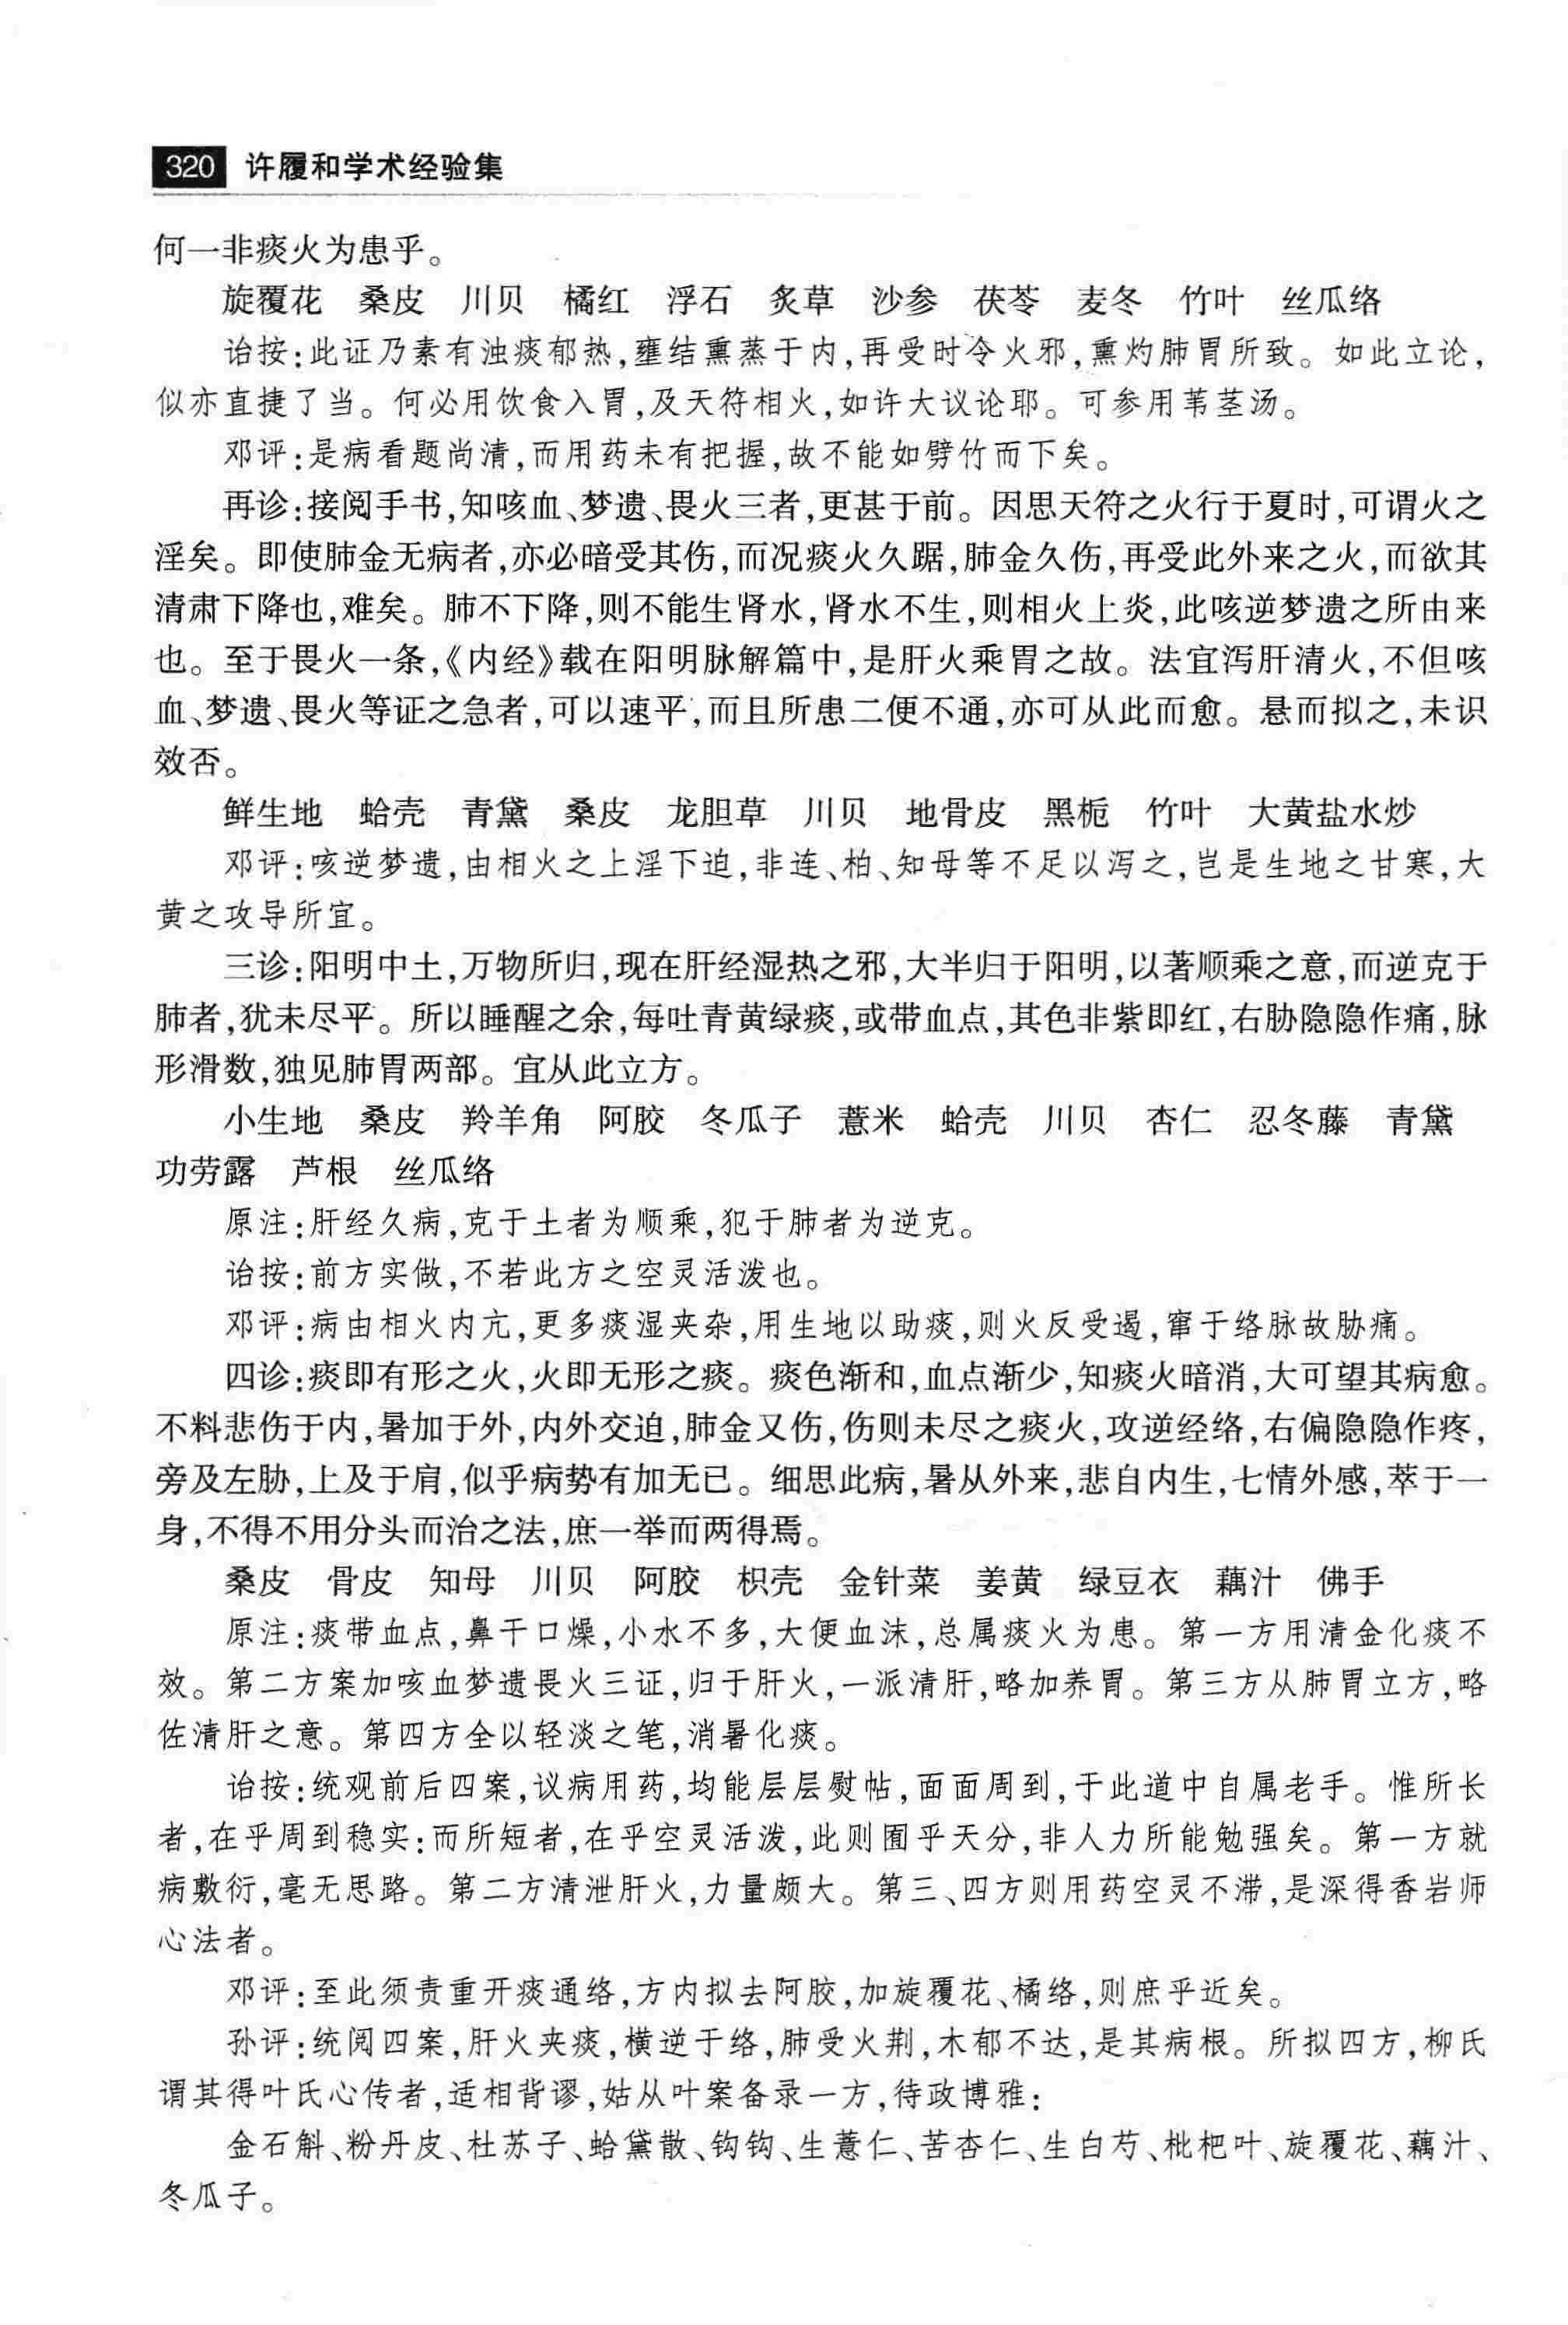 320 许履和学术经验集
何一非痰火为患乎。
旋覆花 桑皮 川贝 橘红 浮石 炙草 沙参 茯苓 麦冬 竹叶 丝瓜络
诒按:此证乃素有浊痰郁热,壅结熏蒸于内,再受时令火邪,熏灼肺胃所致。如此立论,
似亦直捷了当。何必用饮食入胃,及天符相火,如许大议论耶。可参用苇茎汤。
邓评:是病看题尚清,而用药未有把握,故不能如劈竹而下矣。
再诊:接阅手书,知咳血、梦遗、畏火三者,更甚于前。因思天符之火行于夏时,可谓火之
淫矣。即使肺金无病者,亦必暗受其伤,而况痰火久踞,肺金久伤,再受此外来之火,而欲其
清肃下降也,难矣。肺不下降,则不能生肾水,肾水不生,则相火上炎,此咳逆梦遗之所由来
也。至于畏火一条,《内经》载在阳明脉解篇中,是肝火乘胃之故。法宜泻肝清火,不但咳
血、梦遗、畏火等证之急者,可以速平,而且所患二便不通,亦可从此而愈。悬而拟之,未识
效否。
鲜生地 蛤壳 青黛 桑皮 龙胆草 川贝 地骨皮 黑栀 竹叶 大黄盐水炒
邓评:咳逆梦遗,由相火之上淫下迫,非连、柏、知母等不足以泻之,岂是生地之甘寒,大
黄之攻导所宜。
三诊:阳明中土,万物所归,现在肝经湿热之邪,大半归于阳明,以著顺乘之意,而逆克于
肺者,犹未尽平。所以睡醒之余,每吐青黄绿痰,或带血点,其色非紫即红,右胁隐隐作痛,脉
形滑数,独见肺胃两部。宜从此立方。
小生地 桑皮 羚羊角 阿胶 冬瓜子 薏米 蛤壳 川贝 杏仁 忍冬藤 青黛
功劳露 芦根 丝瓜络
原注:肝经久病,克于土者为顺乘,犯于肺者为逆克。
诒按:前方实做,不若此方之空灵活泼也。
邓评:病由相火内亢,更多痰湿夹杂,用生地以助痰,则火反受遏,窜于络脉故胁痛。
四诊:痰即有形之火,火即无形之痰。痰色渐和,血点渐少,知痰火暗消,大可望其病愈。
不料悲伤于内,暑加于外,内外交迫,肺金又伤,伤则未尽之痰火,攻逆经络,右偏隐隐作疼,
旁及左胁,上及于肩,似乎病势有加无已。细思此病,暑从外来,悲自内生,七情外感,萃于一
身,不得不用分头而治之法,庶一举而两得焉。
桑皮 骨皮 知母 川贝 阿胶 枳壳 金针菜 姜黄 绿豆衣 藕汁 佛手
原注:痰带血点,鼻干口燥,小水不多,大便血沫,总属痰火为患。第一方用清金化痰不
效。第二方案加咳血梦遗畏火三证,归于肝火,一派清肝,略加养胃。第三方从肺胃立方,略
佐清肝之意。第四方全以轻淡之笔,消暑化痰。
诒按:统观前后四案,议病用药,均能层层熨帖,面面周到,于此道中自属老手。惟所长
者,在乎周到稳实;而所短者,在乎空灵活泼,此则囿乎天分,非人力所能勉强矣。第一方就
病敷衍,毫无思路。第二方清泄肝火,力量颇大。第三、四方则用药空灵不滞,是深得香岩师
心法者。
邓评:至此须责重开痰通络,方内拟去阿胶,加旋覆花、橘络,则庶乎近矣。
孙评:统阅四案,肝火夹痰,横逆于络,肺受火荆,木郁不达,是其病根。所拟四方,柳氏
谓其得叶氏心传者,适相背谬,姑从叶案备录一方,待政博雅:
金石斛、粉丹皮、杜苏子、蛤黛散、钩钩、生薏仁、苦杏仁、生白芍、枇杷叶、旋覆花、藕汁、
冬瓜子。